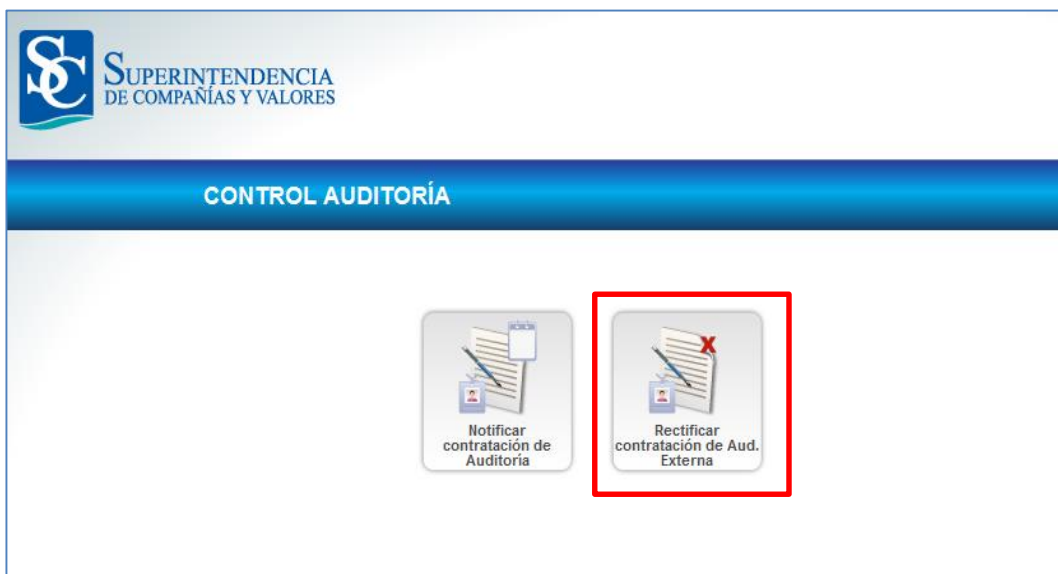 SC
SUPERINTENDENCIA
DE COMPAÑÍAS Y VALORES
CONTROL AUDITORÍA
Notificar
contratación de
Auditoría
X
Rectificar
contratación de Aud.
Externa